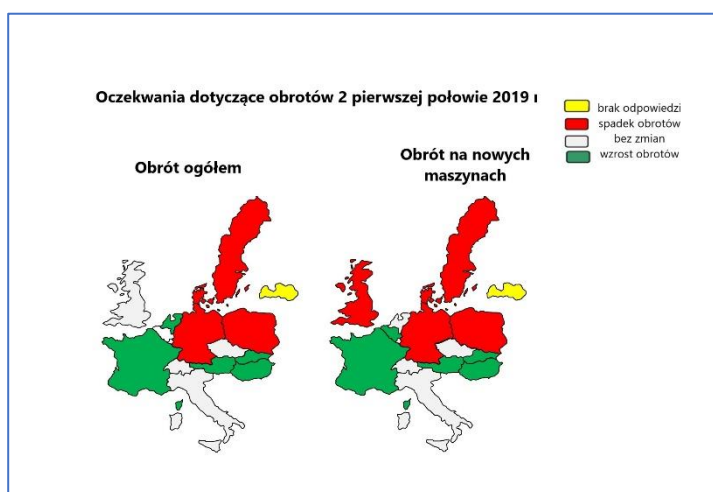 Oczekwania dotyczące obrotów 2 pierwszej połowie 2019 r
brak odpowiedzi
spadek obrotów
bez zmian
wzrost obrotów
Obrót ogółem
Obrót na nowych
maszynach